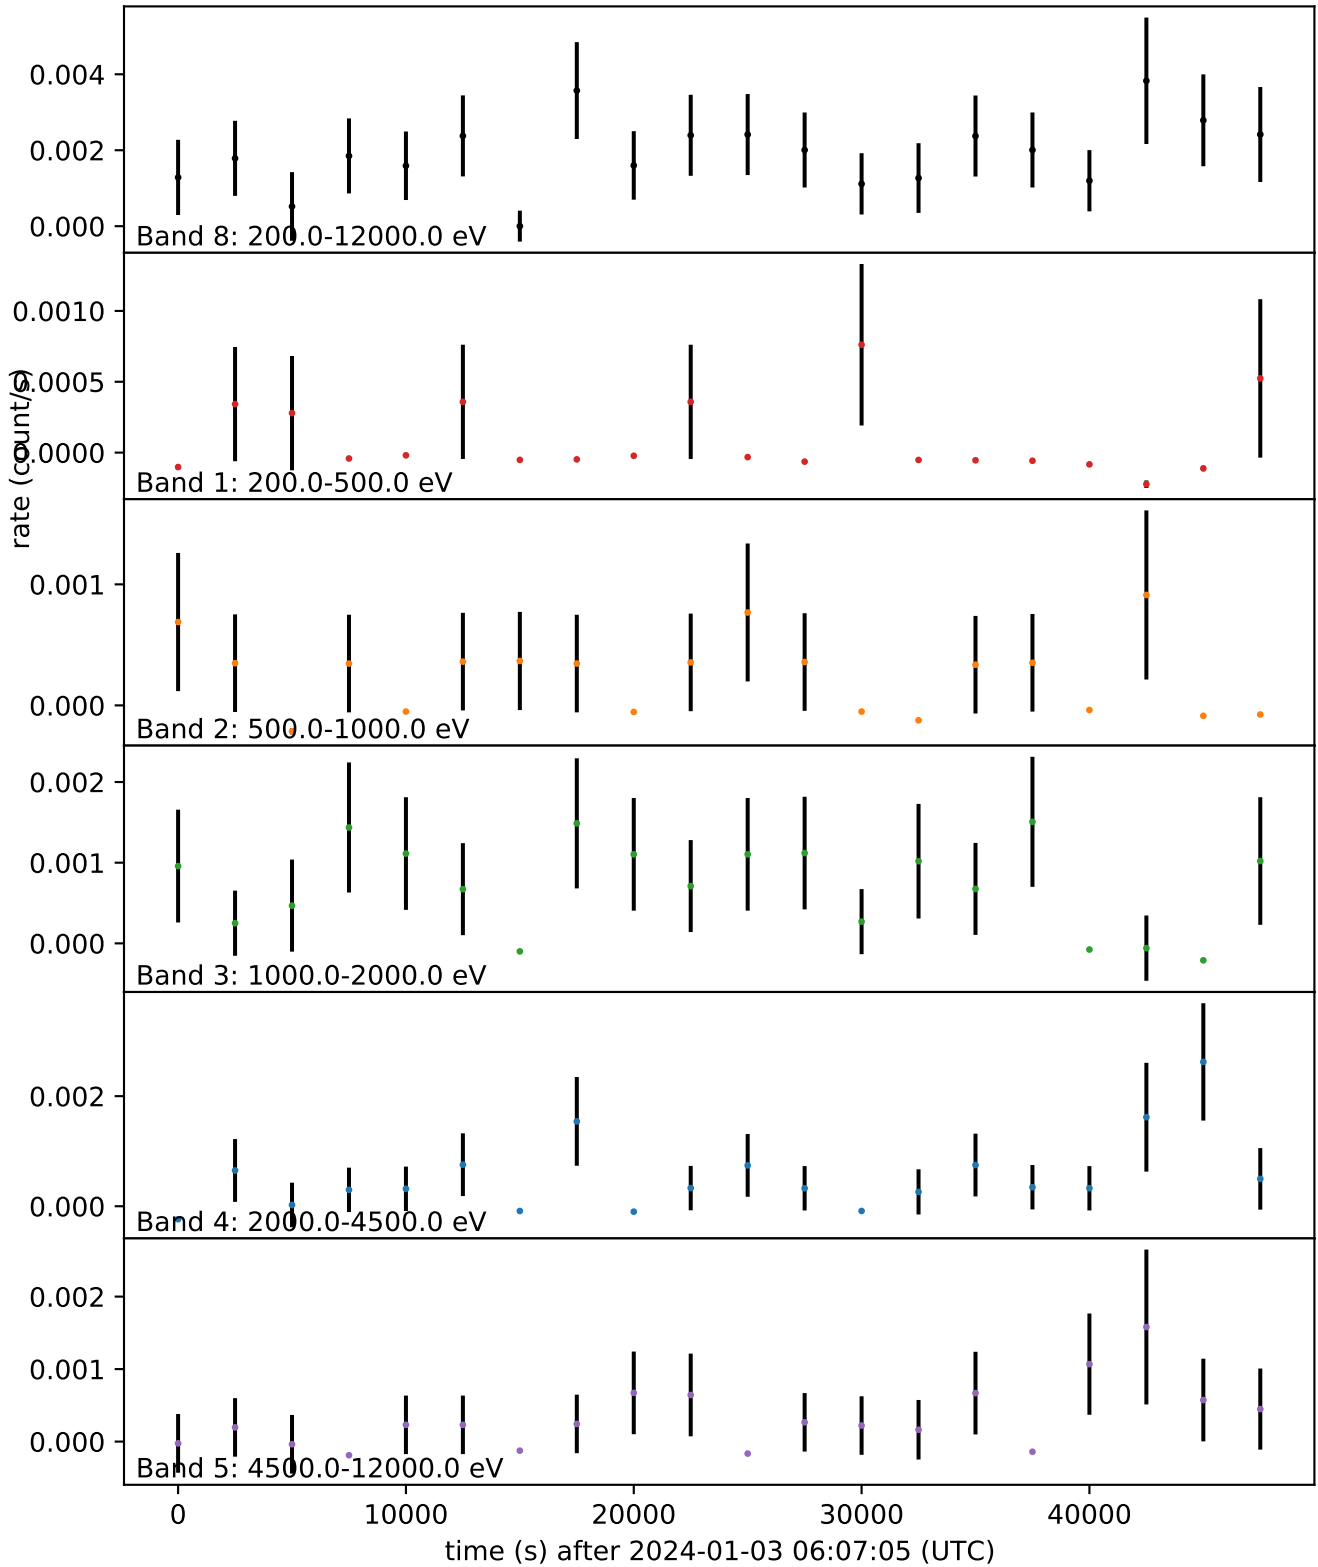 0.004
0.002
0.000
Band 8: 200.0-12000.0 eV
0.0010
0.0005
0.0000
Band 1: 200.0-500.0 eV
rate (count/s)
0.001
0.000
Band 2: 500.0-1000.0 eV
0.002
0.001
0.000
Band 3: 1000.0-2000.0 eV
0.002
0.000
Band 4: 2000.0-4500.0 eV
0.002
0.001
0.000
Band 5: 4500.0-12000.0 eV
0 10000 20000 30000 40000
time (s) after 2024-01-03 06:07:05 (UTC)